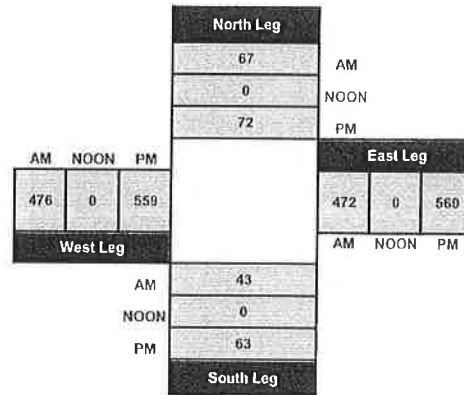 North Leg
67 AM
0 NOON
72 PM
AM NOON PM
East Leg
476 0 559
472 0 560
West Leg
AM NOON PM
AM 43
NOON 0
PM 63
South Leg